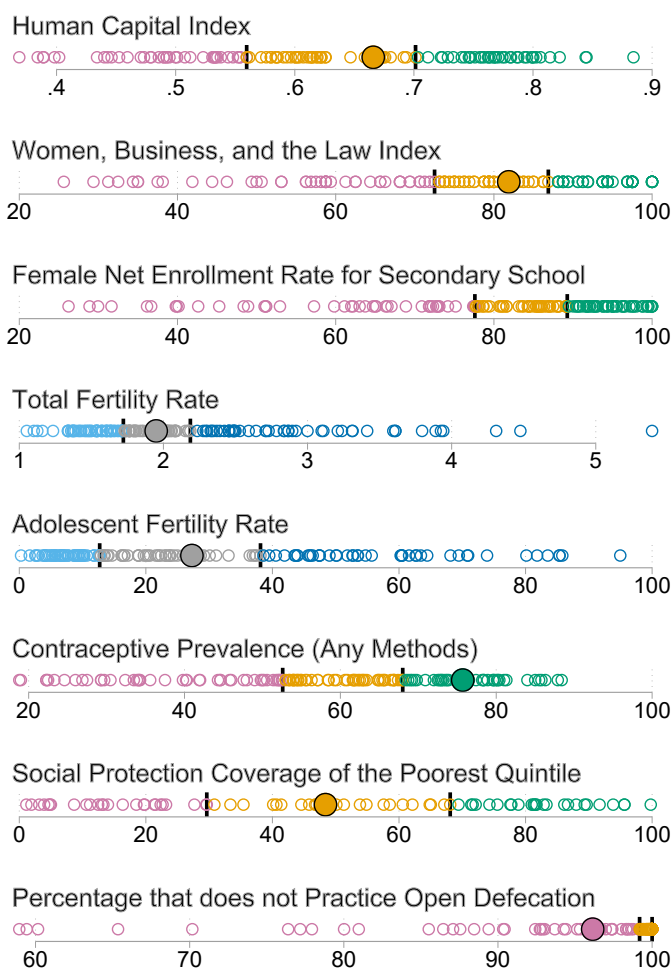 Human Capital Index
.4 .5 .6 .7 .8 .9
Women, Business, and the Law Index
20 40 60 80 100
Female Net Enrollment Rate for Secondary School
20 40 60 80 100
Total Fertility Rate
1 2 3 4 5
Adolescent Fertility Rate
0 20 40 60 80 100
Contraceptive Prevalence (Any Methods)
20 40 60 80 100
Social Protection Coverage of the Poorest Quintile
0 20 40 60 80 100
Percentage that does not Practice Open Defecation
60 70 80 90 100